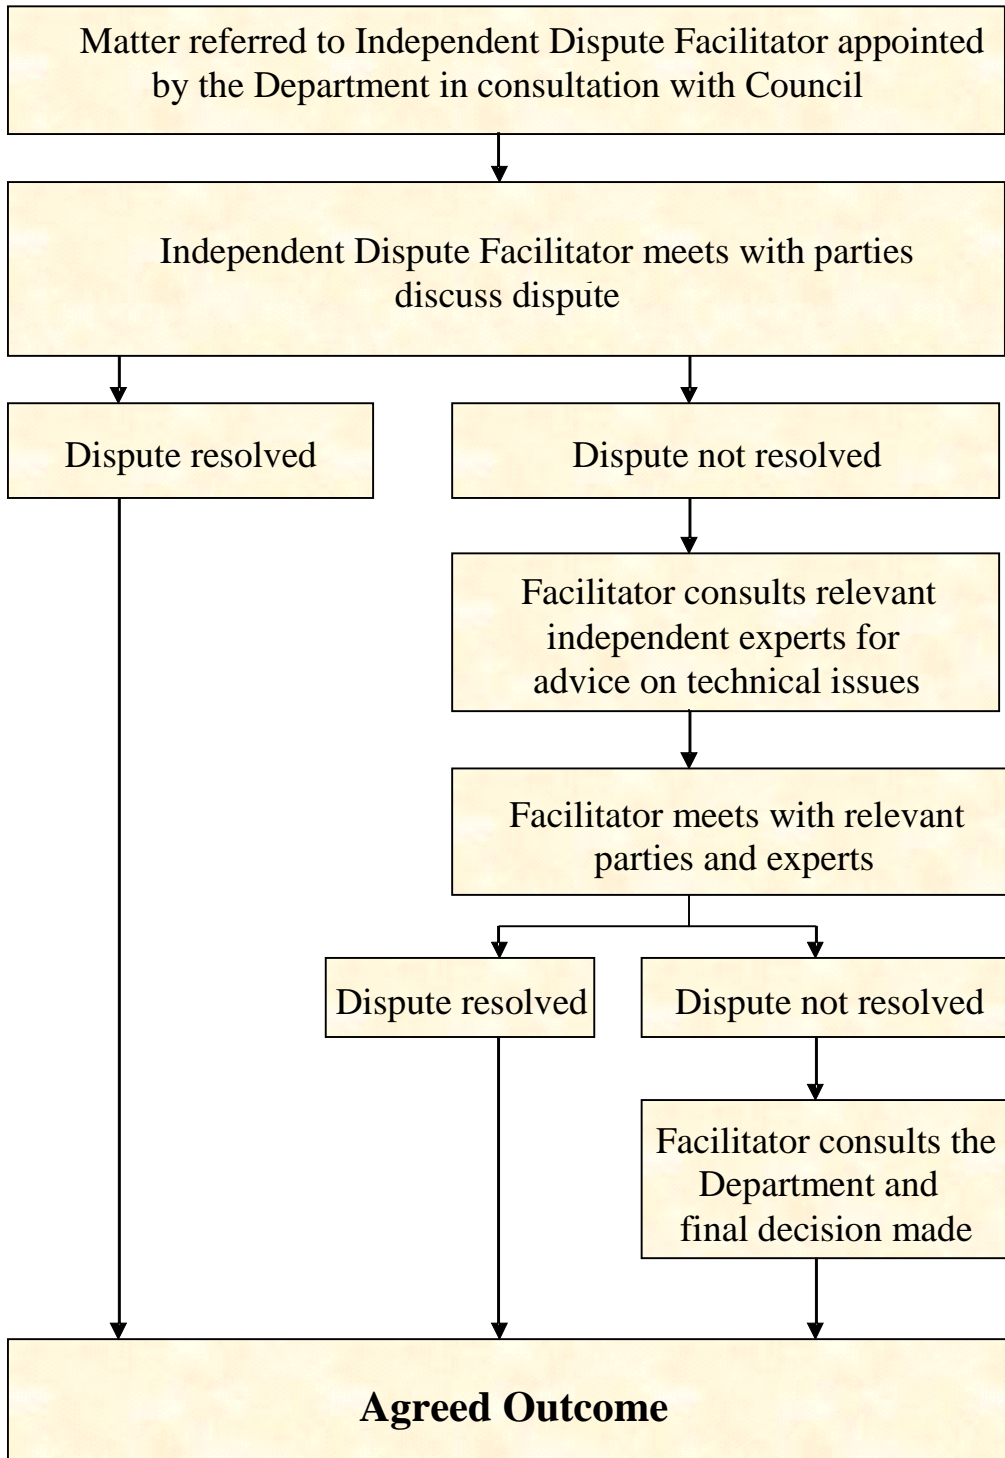 Matter referred to Independent Dispute Facilitator appointed
by the Department in consultation with Council
Independent Dispute Facilitator meets with parties
discuss dispute
Dispute resolved
Dispute not resolved
Facilitator consults relevant
independent experts for
advice on technical issues
Facilitator meets with relevant
parties and experts
Dispute resolved
Dispute not resolved
Facilitator consults the
Department and
final decision made
Agreed Outcome